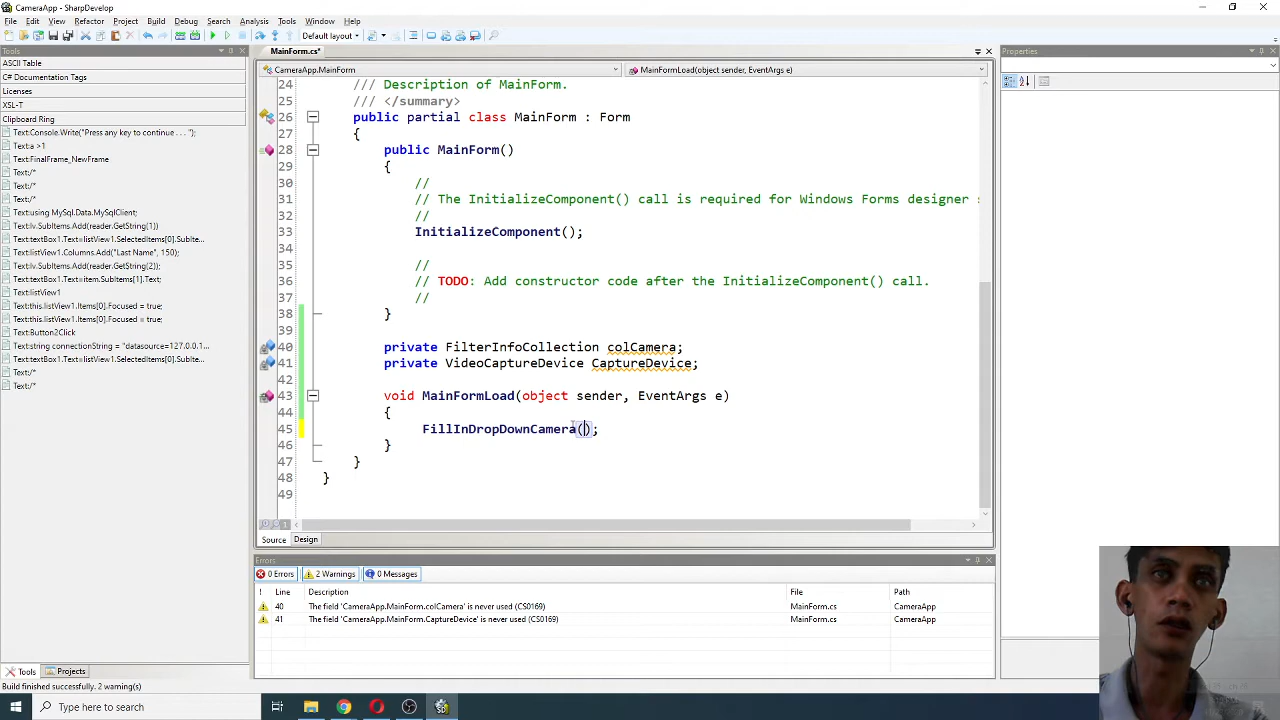 CameraApp - SharpDevelop
File Edit View Build Debug Search Analysis Tools Window Help
Default layout
Tools
ASCII Table
C# Documentation Tags
Licenses
XSL-T
Clipboard Ring
Text:Console.Write("Press any key to continue . . . ");
Text:a >1
Text:FinalFrame_NewFrame
Text:/*
Text:/*
Text:/*
Text:using MySql.Data.MySqlClient;
Text:lv.SubItems.Add(reader.GetString(1))
Text:textBox1.Text=listView1.SelectedItems[0].SubIte...
Text:listView1.Columns.Add("Last Name", 150);
Text:lv.SubItems.Add(reader.GetString(2));
Text:textBox1.Text=item.SubItems[1].Text;
Text:listView1
Text:this.listView1.Items[0].Focused = true;
Text:this.listView1.Items[0].Focused = true;
Text:Button2Click
Text:string connectionString = "datasource=127.0.0.1...
Text:textBox1.Text=listView1.SelectedItems[0].SubIte...
Text:/*
Text:/*
Tools Projects
MainForm.cs*
CameraApp.MainForm
MainFormLoad(object sender, EventArgs e)
24 /// Description of MainForm.
25 /// </summary>
26 public partial class MainForm : Form
27 {
28 public MainForm()
29 {
30 //
31 // The InitializeComponent() call is required for Windows Forms designer s
32 //
33 InitializeComponent();
34
35 //
36 // TODO: Add constructor code after the InitializeComponent() call.
37 //
38 }
39
40 private FilterInfoCollection colCamera;
41 private VideoCaptureDevice CaptureDevice;
42
43 void MainFormLoad(object sender, EventArgs e)
44 {
45 FillInDropDownCamera();
46 }
47 }
48 }
49
Source Design
Errors
0 Errors 2 Warnings 0 Messages
! Line Description File Path
40 The field 'CameraApp.MainForm.colCamera' is never used (CS0169) MainForm.cs CameraApp
41 The field 'CameraApp.MainForm.CaptureDevice' is never used (CS0169) MainForm.cs CameraApp
Properties
Build finished successfully. 2 warning(s)
Type here to search